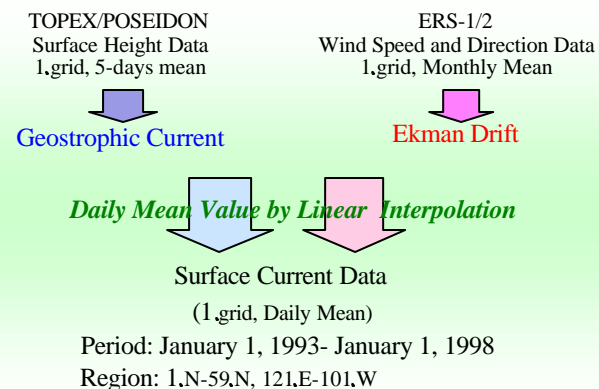 TOPEX/POSEIDON
Surface Height Data
1,grid, 5-days mean
Geostrophic Current
ERS-1/2
Wind Speed and Direction Data
1,grid, Monthly Mean
Ekman Drift
Daily Mean Value by Linear Interpolation
Surface Current Data
(1,grid, Daily Mean)
Period: January 1, 1993- January 1, 1998
Region: 1,N-59,N, 121,E-101,W